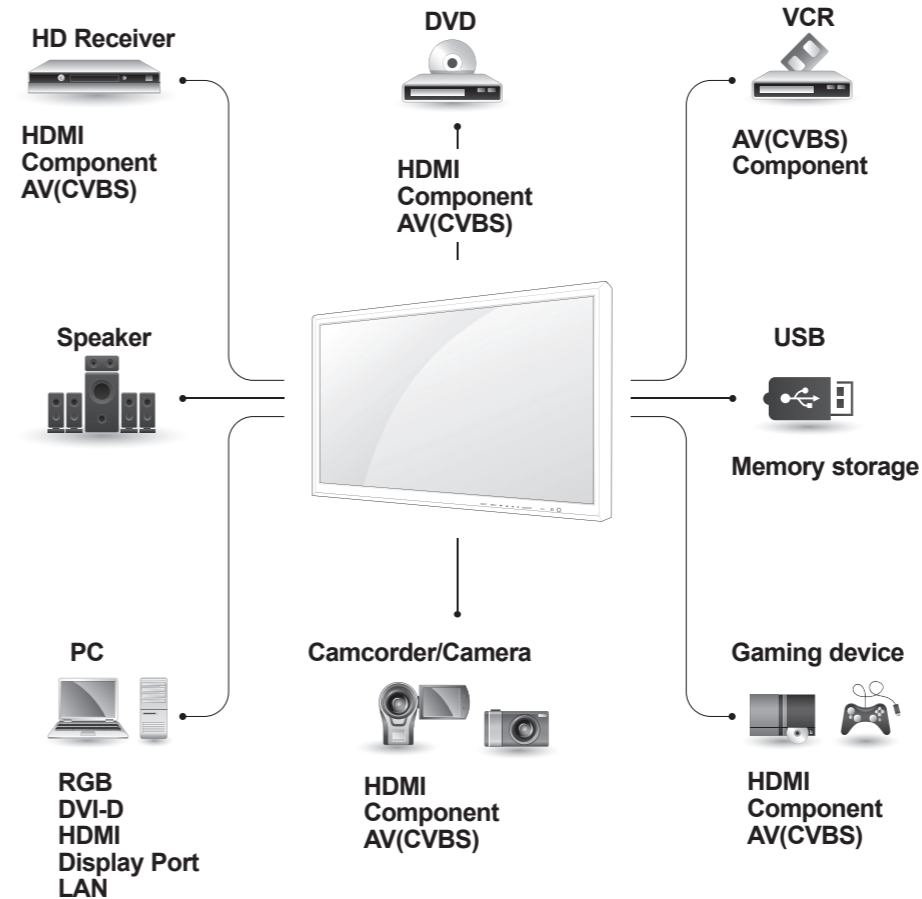 HD Receiver
HDMI
Component
AV(CVBS)
DVD
HDMI
Component
AV(CVBS)
VCR
AV(CVBS)
Component
Speaker
USB
Memory storage
PC
RGB
DVI-D
HDMI
Display Port
LAN
Camcorder/Camera
HDMI
Component
AV(CVBS)
Gaming device
HDMI
Component
AV(CVBS)